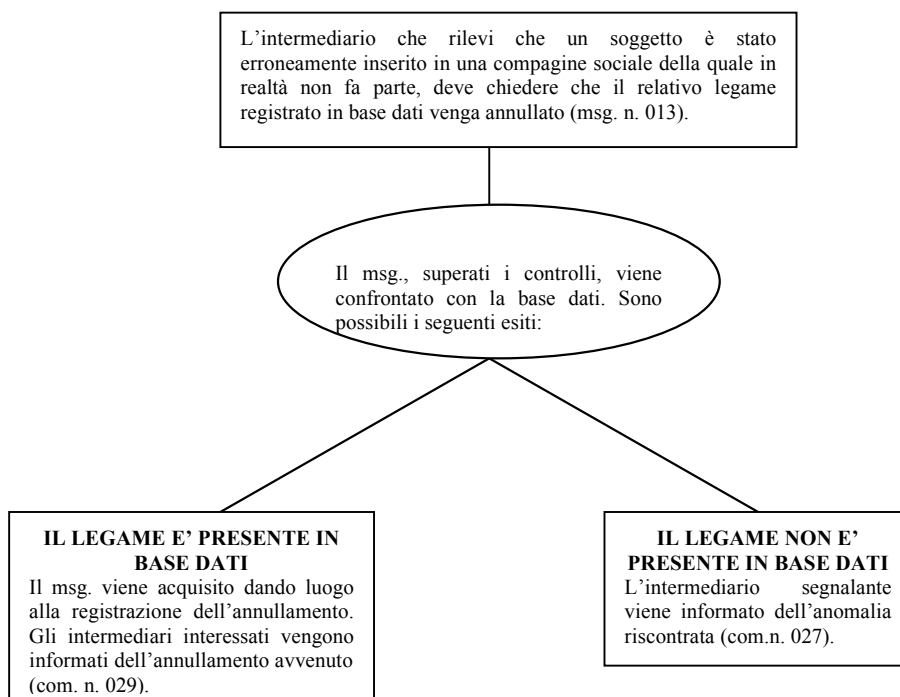 L'intermediario che rilevi che un soggetto è stato
erroneamente inserito in una compagine sociale della quale in
realtà non fa parte, deve chiedere che il relativo legame
registrato in base dati venga annullato (msg. n. 013).
Il msg., superati i controlli, viene
confrontato con la base dati. Sono
possibili i seguenti esiti:
IL LEGAME E' PRESENTE IN
BASE DATI
Il msg. viene acquisito dando luogo
alla registrazione dell'annullamento.
Gli intermediari interessati vengono
informati dell'annullamento avvenuto
(com. n. 029).
IL LEGAME NON E'
PRESENTE IN BASE DATI
L'intermediario segnalante
viene informato dell'anomalia
riscontrata (com.n. 027).